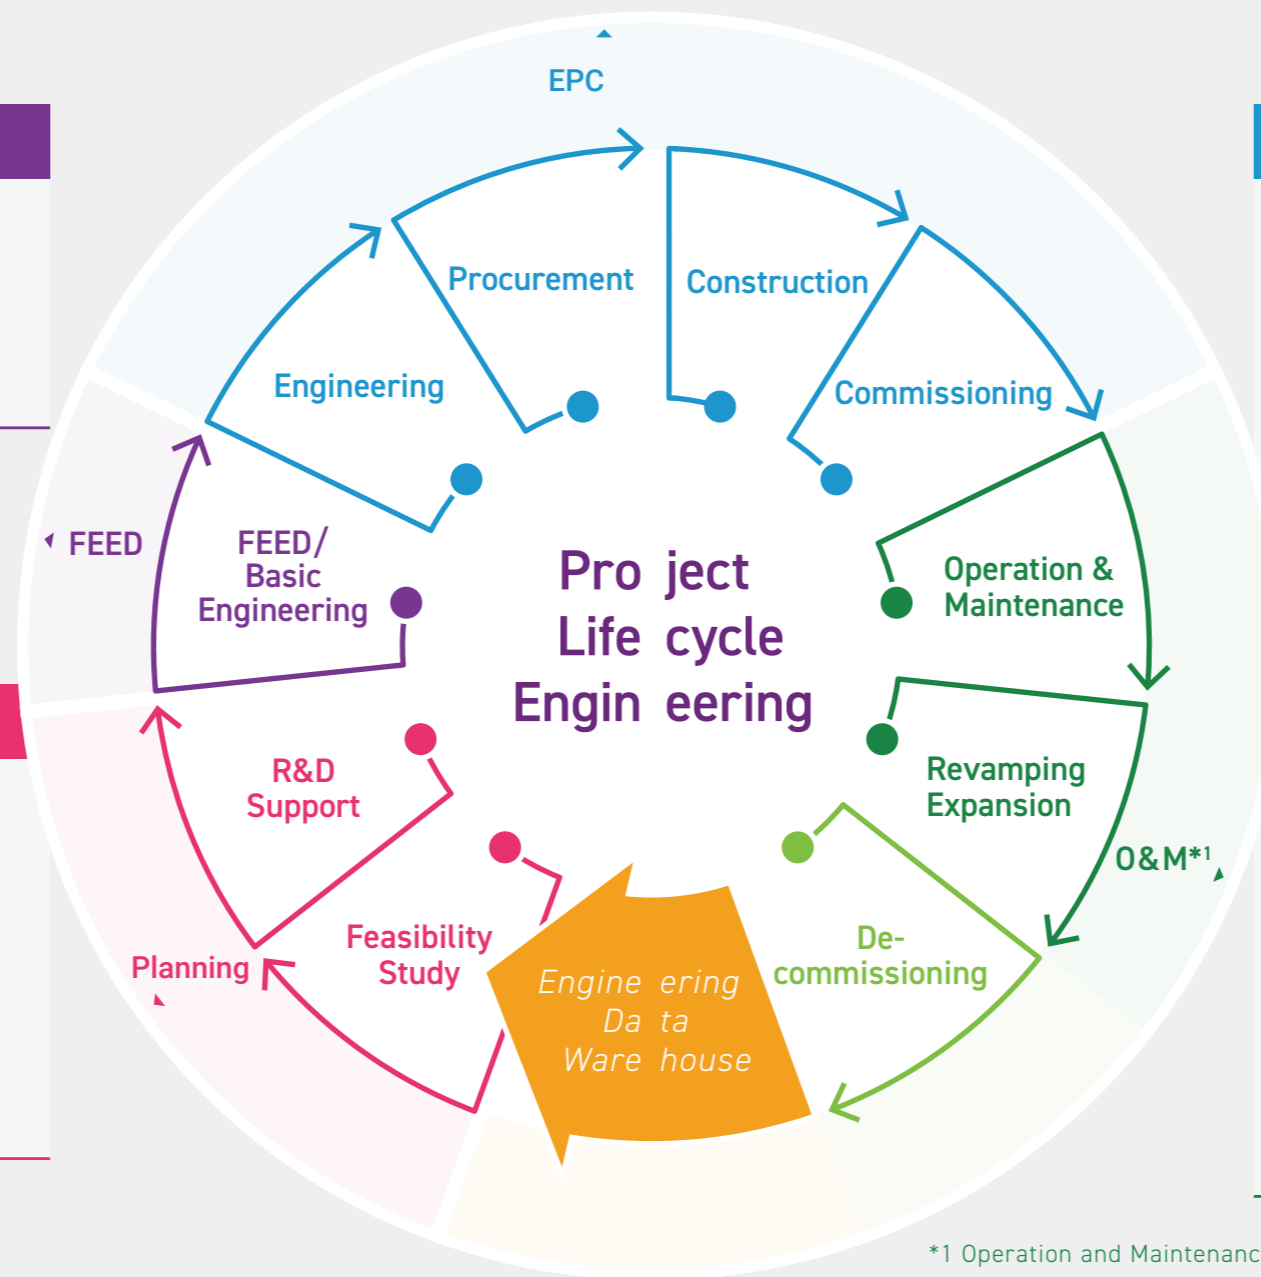 EPC
Procurement
Construction
Engineering
Commissioning
FEED
FEED/
Basic
Engineering
Operation &
Maintenance
Pro ject
Life cycle
Engin eering
R&D
Support
Revamping
Expansion
O&M*1
Planning
Feasibility
Study
Engine ering
Da ta
Ware house
De-
commissioning
*1 Operation and Maintenanc